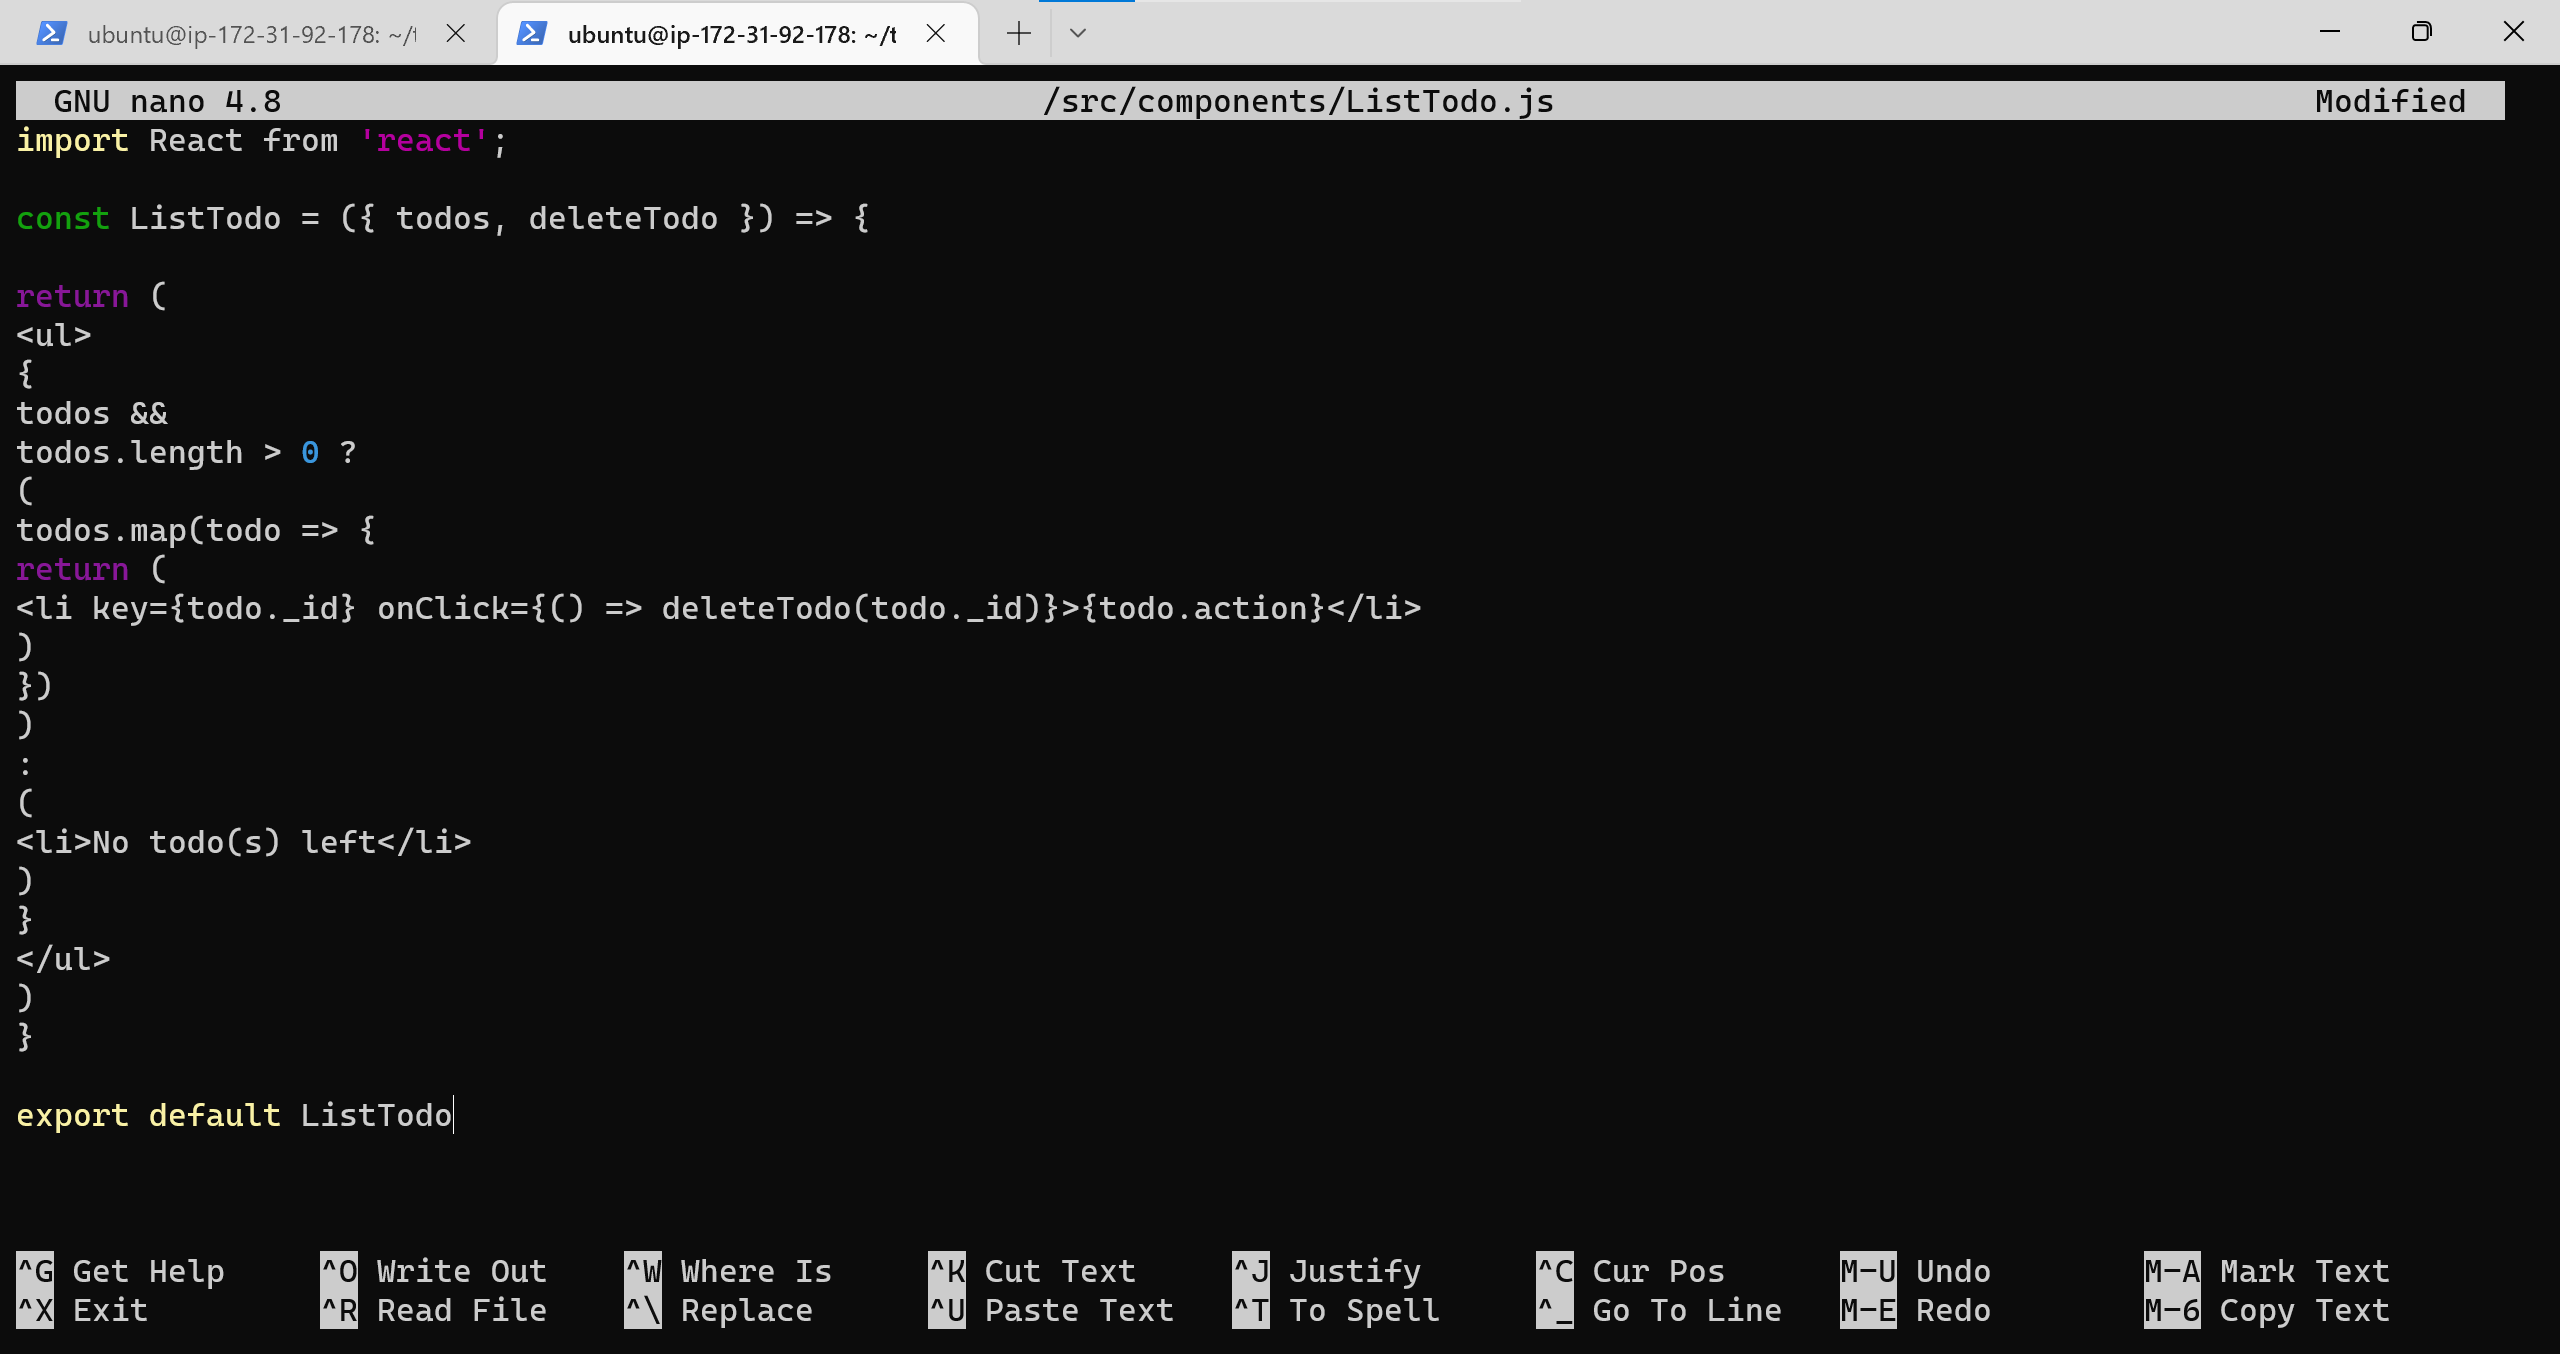 ubuntu@ip-172-31-92-178: ~/t
ubuntu@ip-172-31-92-178: ~/t
GNU nano 4.8 /src/components/ListTodo.js Modified
import React from 'react';
const ListTodo = ({ todos, deleteTodo }) => {
return (
<ul>
{
todos &&
todos.length > 0 ?
(
todos.map(todo => {
return (
<li key={todo._id} onClick={() => deleteTodo(todo._id)}>{todo.action}</li>
)
})
)
:
(
<li>No todo(s) left</li>
)
}
</ul>
)
}
export default ListTodo
^G Get Help ^O Write Out ^W Where Is ^K Cut Text ^J Justify ^C Cur Pos M-U Undo M-A Mark Text
^X Exit ^R Read File ^\ Replace ^U Paste Text ^T To Spell ^_ Go To Line M-E Redo M-6 Copy Text